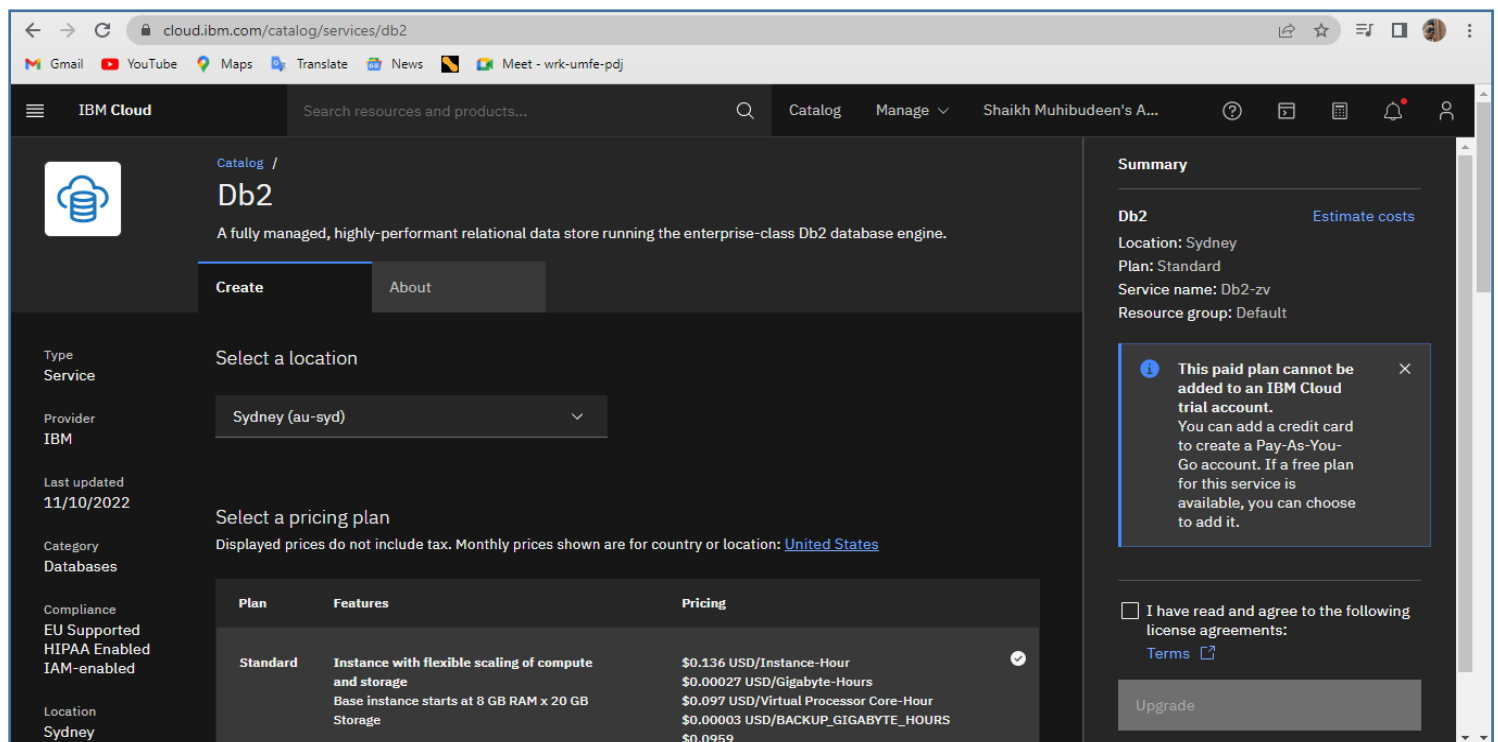 cloud.ibm.com/catalog/services/db2
Gmail YouTube Maps Translate News Meet - wrk-umfe-pdj
IBM Cloud
Search resources and products...
Catalog Manage Shaikh Muhibudeen's A...
Catalog /
Db2
A fully managed, highly-performant relational data store running the enterprise-class Db2 database engine.
Create About
Type
Service
Provider
IBM
Last updated
11/10/2022
Category
Databases
Compliance
EU Supported
HIPAA Enabled
IAM-enabled
Location
Sydney
Select a location
Sydney (au-syd)
Select a pricing plan
Displayed prices do not include tax. Monthly prices shown are for country or location: United States
Plan Features Pricing
Standard
Instance with flexible scaling of compute
and storage
Base instance starts at 8 GB RAM x 20 GB
Storage
$0.136 USD/Instance-Hour
$0.00027 USD/Gigabyte-Hours
$0.097 USD/Virtual Processor Core-Hour
$0.00003 USD/BACKUP_GIGABYTE_HOURS
$0.0959
Summary
Db2 Estimate costs
Location: Sydney
Plan: Standard
Service name: Db2-zv
Resource group: Default
This paid plan cannot be
added to an IBM Cloud
trial account.
You can add a credit card
to create a Pay-As-You-
Go account. If a free plan
for this service is
available, you can choose
to add it.
I have read and agree to the following
license agreements:
Terms
Upgrade